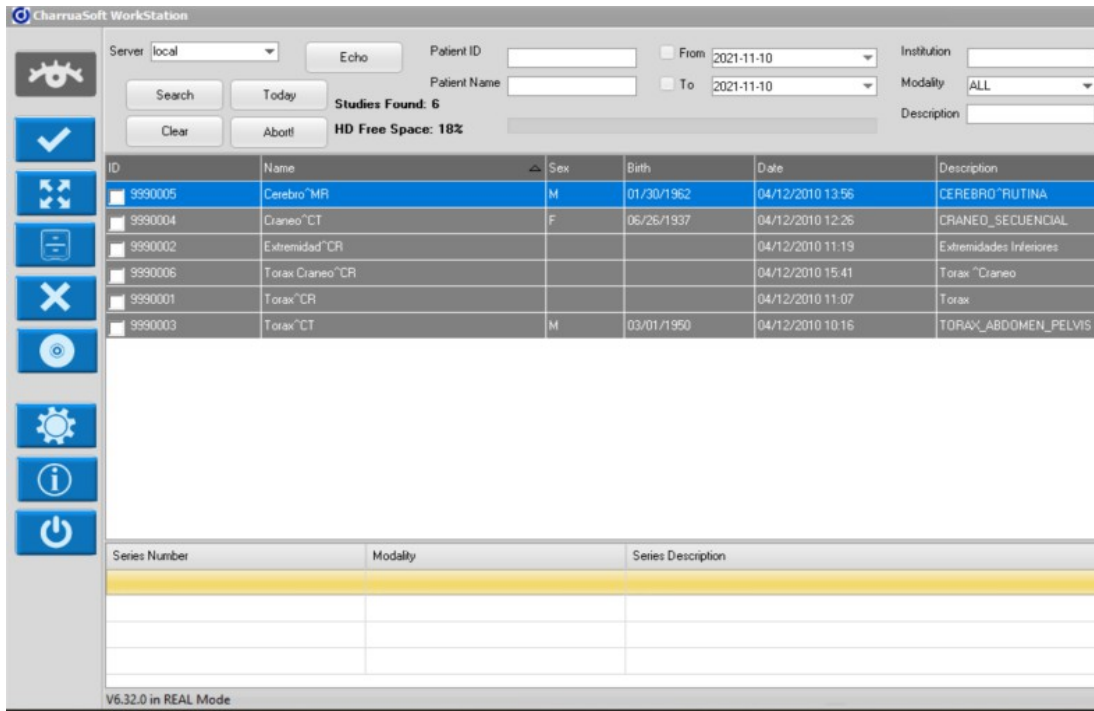 CharruaSoft WorkStation
Server local Echo Patient ID From 2021-11-10 Institution
Search Today Patient Name To 2021-11-10 Modality ALL
Studies Found: 6 Description
Clear Abort! HD Free Space: 18%
ID Name Sex Birth Date Description
9990005 Cerebro^MR M 01/30/1962 04/12/2010 13:56 CEREBRO^RUTINA
9990004 Craneo^CT F 06/26/1937 04/12/2010 12:26 CRANEO_SECUENCIAL
9990002 Extremidad^CR 04/12/2010 11:19 Extremidades Inferiores
9990006 Torax Craneo^CR 04/12/2010 15:41 Torax ^Craneo
9990001 Torax^CR 04/12/2010 11:07 Torax
9990003 Torax^CT M 03/01/1950 04/12/2010 10:16 TORAX_ABDOMEN_PELVIS
Series Number Modality Series Description
V6.32.0 in REAL Mode